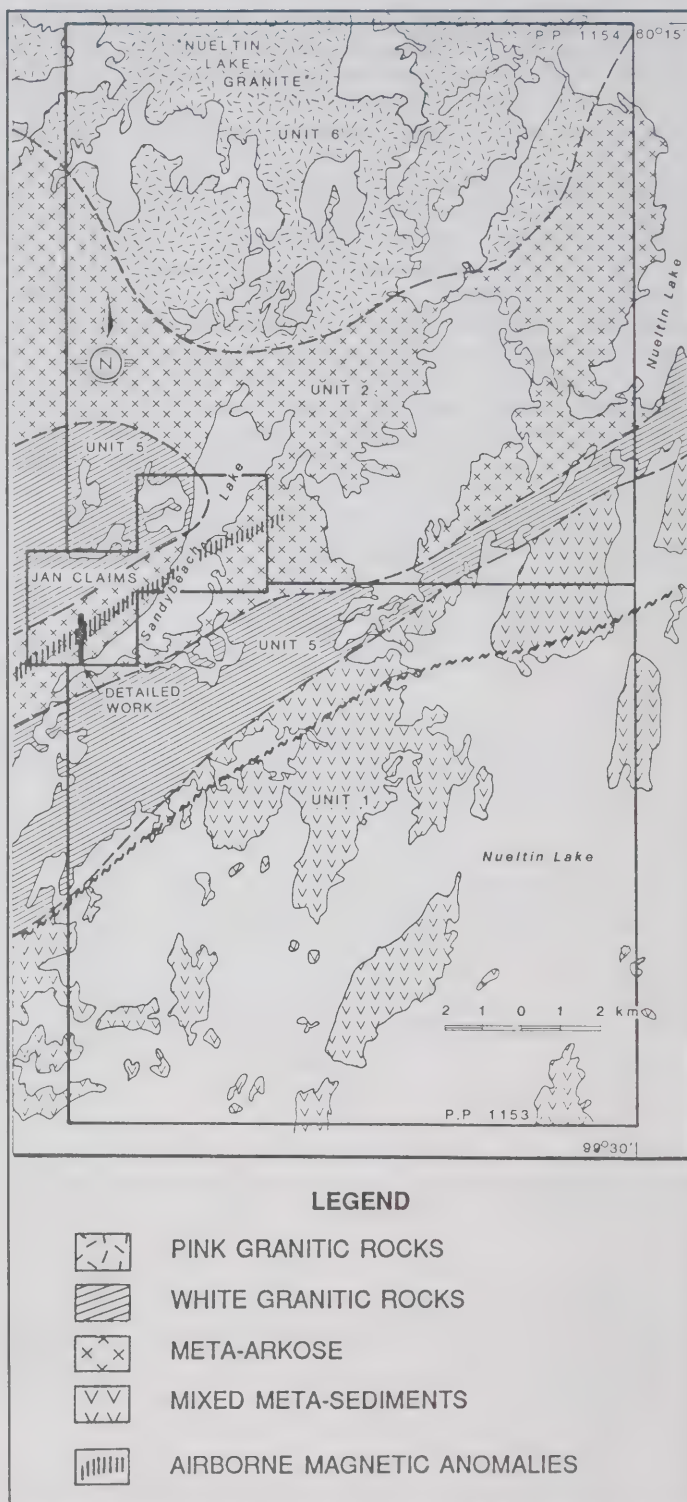 P.P. 1154
60°15'
"NUELTIN
LAKE
GRANITE"
UNIT 6
Nueltin Lake
N
UNIT 2
UNIT 5
Sandybeach Lake
JAN CLAIMS
DETAILED
WORK
UNIT 5
UNIT 1
Nueltin Lake
2 1 0 1 2 km
P.P. 1153
99°30'
LEGEND
PINK GRANITIC ROCKS
WHITE GRANITIC ROCKS
META-ARKOSE
MIXED META-SEDIMENTS
AIRBORNE MAGNETIC ANOMALIES